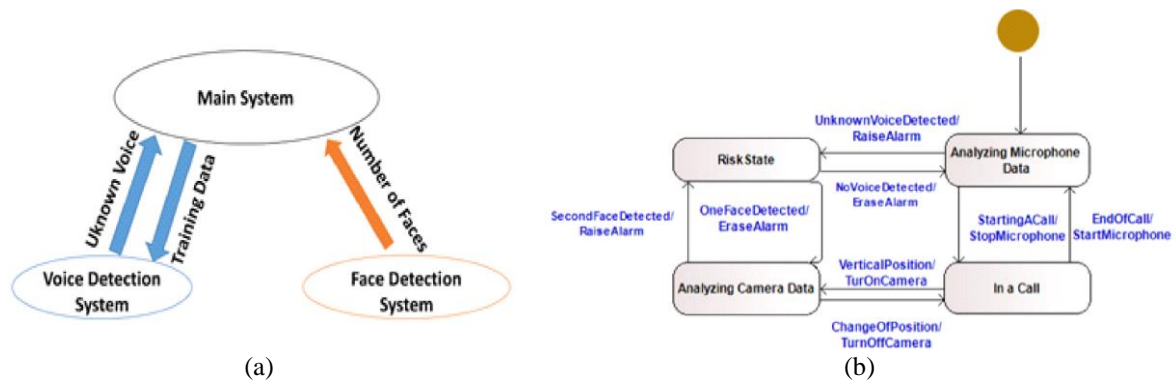 Main System
Uknown Voice
Training Data
Number of Faces
Voice Detection
System
Face Detection
System
(a)
UnknownVoiceDetected/
RaiseAlarm
RiskState
Analyzing Microphone
Data
NoVoiceDetected/
EraseAlarm
SecondFaceDetected/
RaiseAlarm
OneFaceDetected/
EraseAlarm
StartingACall/
StopMicrophone
EndOfCall/
StartMicrophone
Analyzing Camera Data
VerticalPosition/
TurOnCamera
In a Call
ChangeOfPosition/
TurnOffCamera
(b)